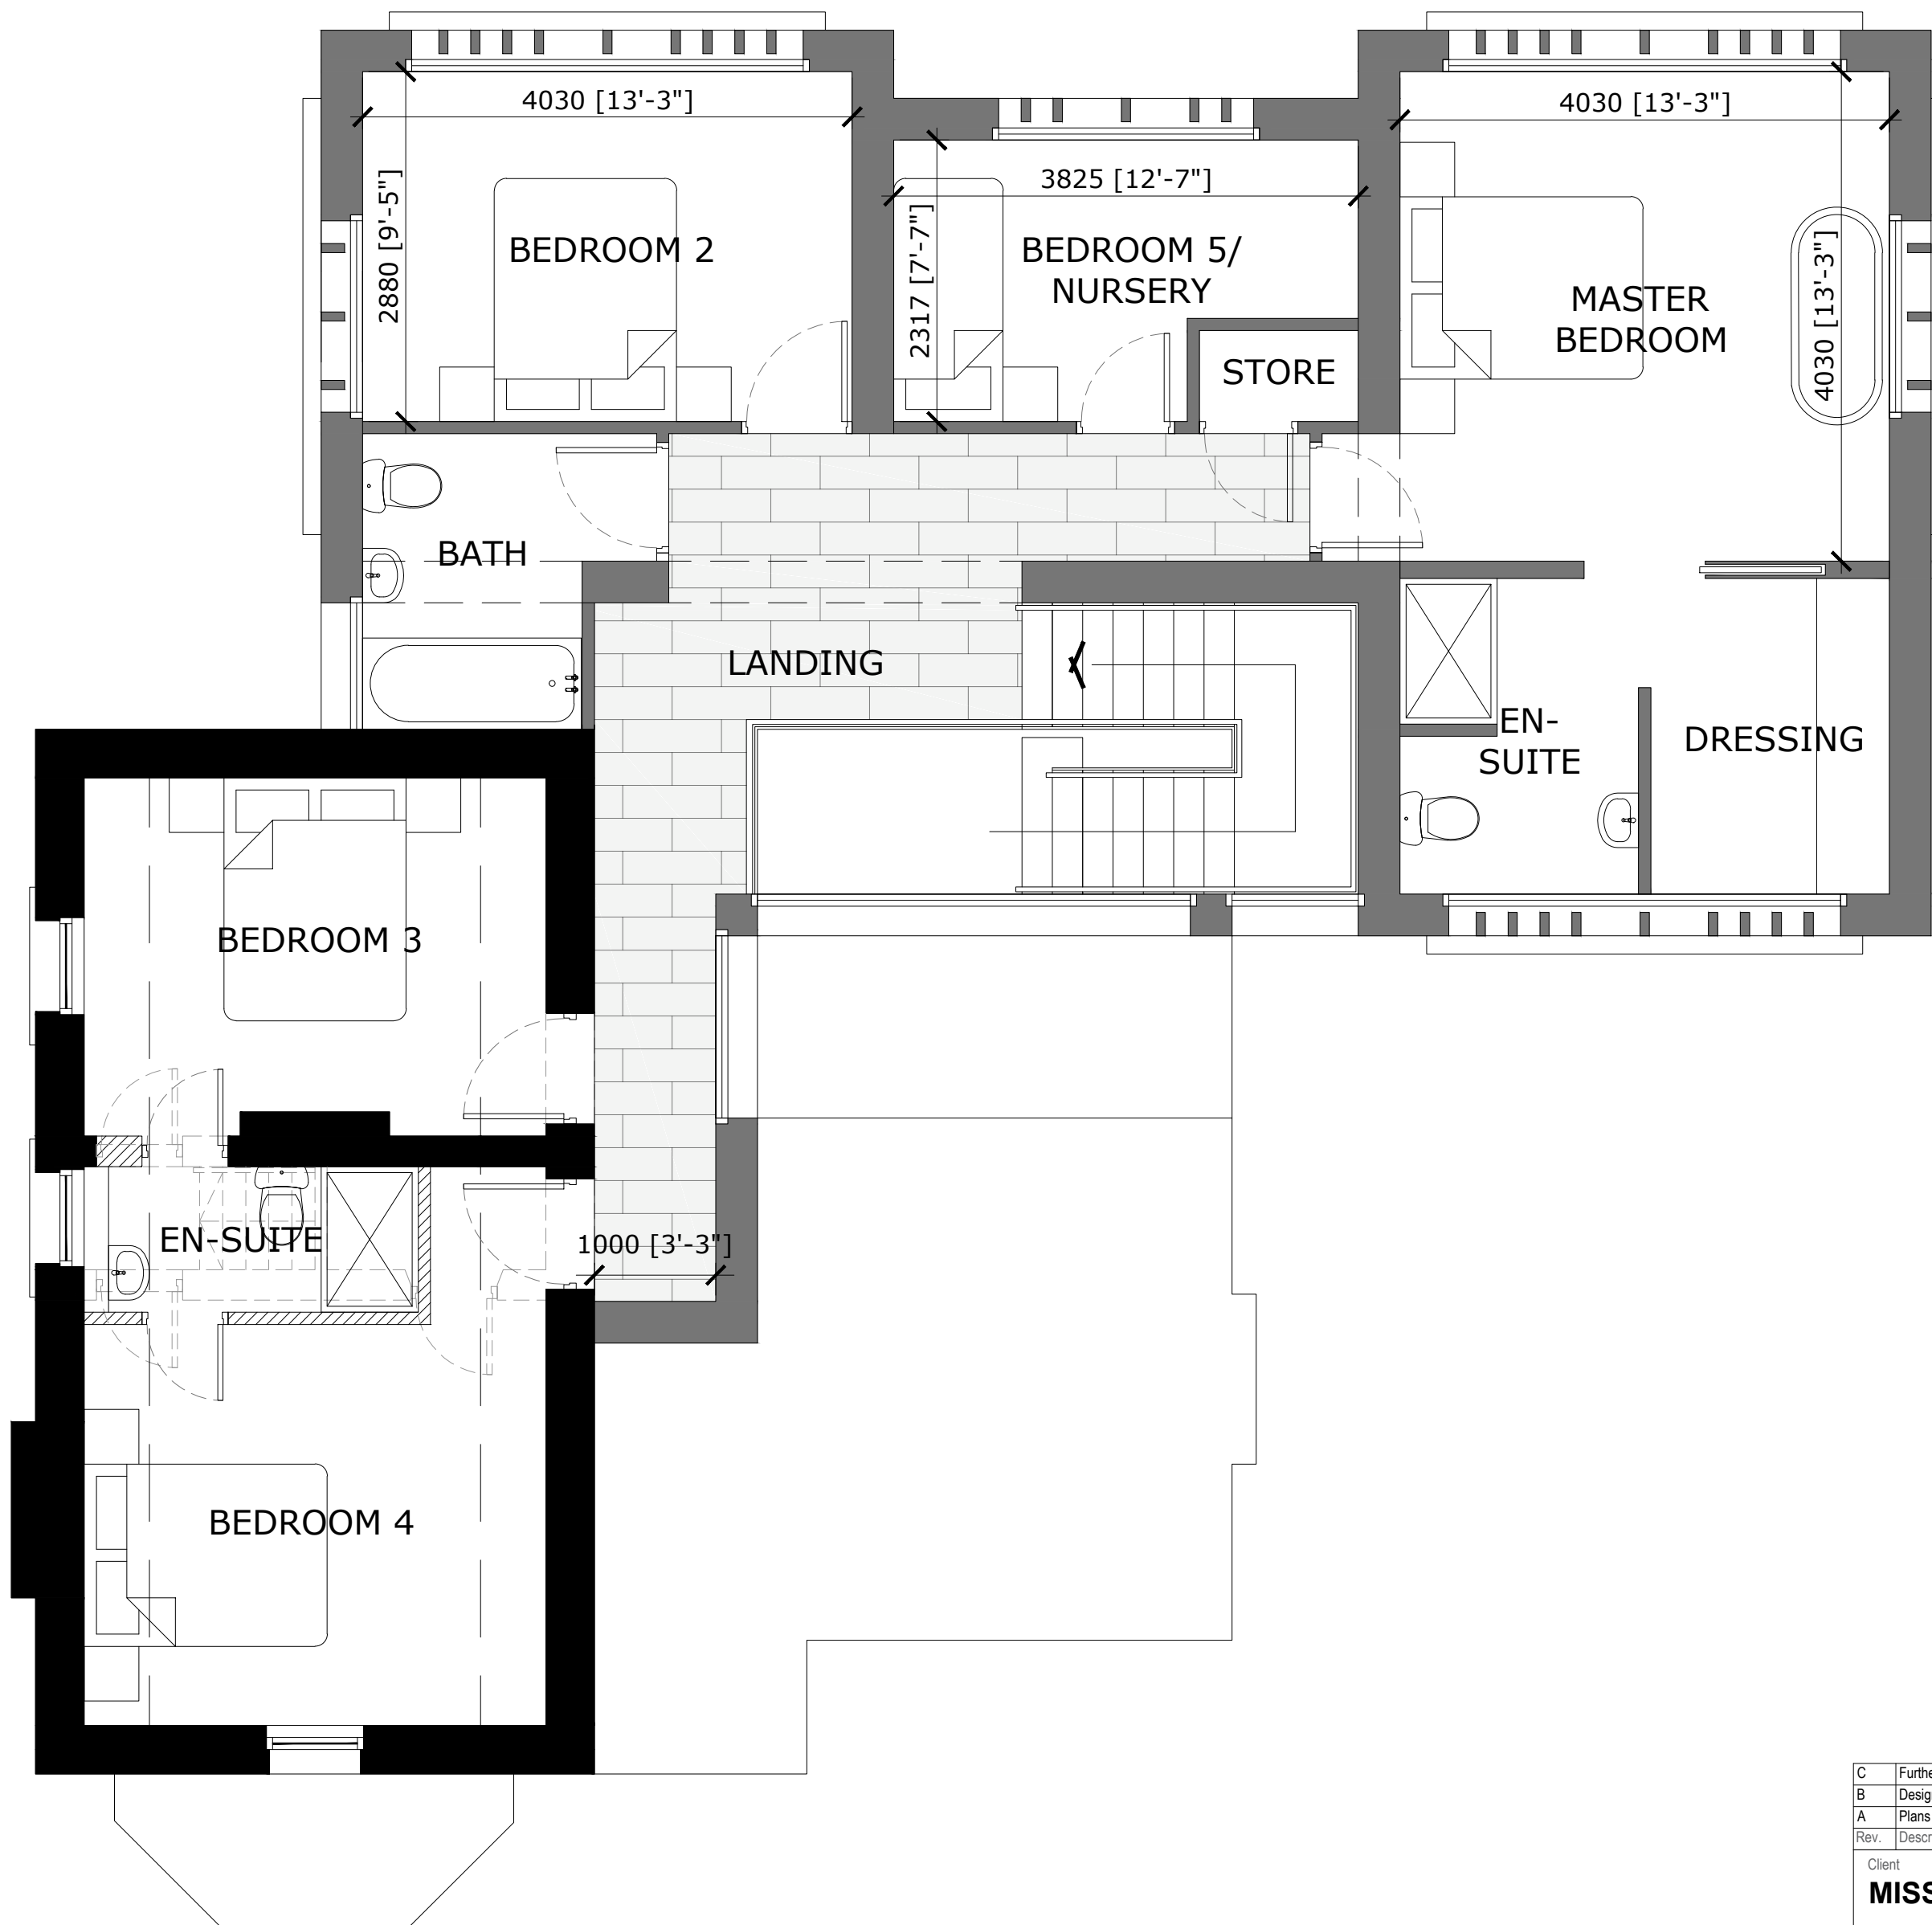 4030 [13'-3"]
4030 [13'-3"]
3825 [12'-7"]
2880 [9'-5"]
BEDROOM 2
2317 [7'-7"]
BEDROOM 5/
NURSERY
MASTER
BEDROOM
4030 [13'-3"]
STORE
BATH
LANDING
EN-
SUITE
DRESSING
BEDROOM 3
EN-SUITE
1000 [3'-3"]
BEDROOM 4
C
B
A Plans
Rev.
Client